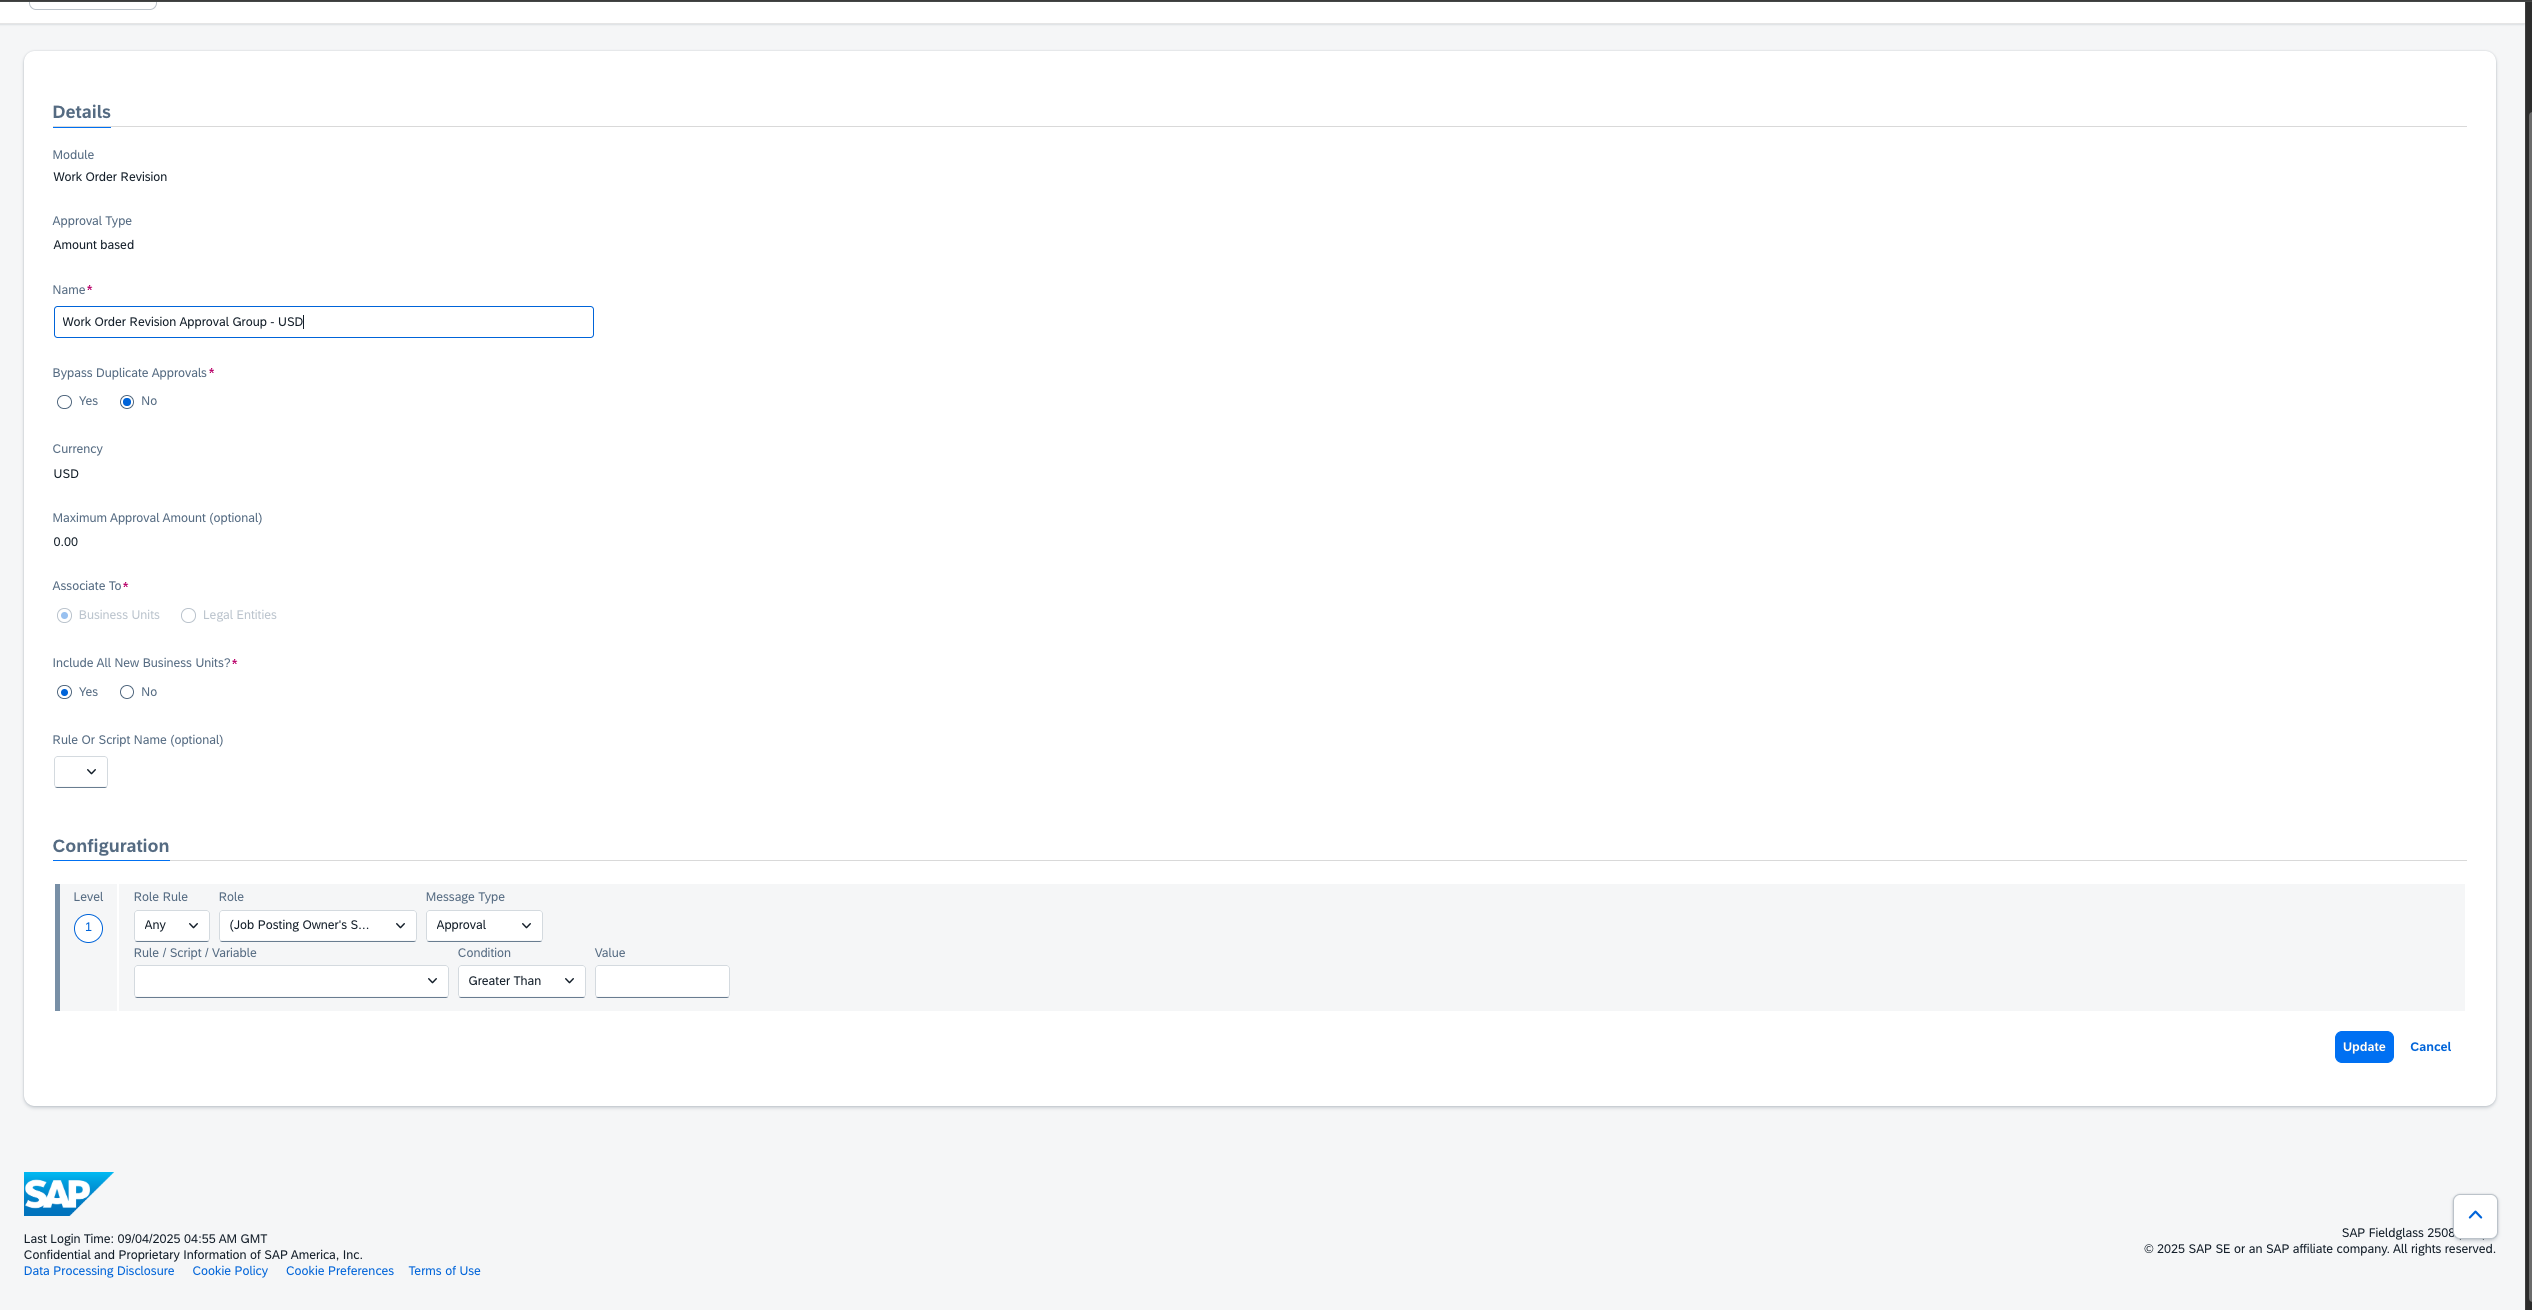 Details
Module
Work Order Revision
Approval Type
Amount based
Name*
Work Order Revision Approval Group - USD
Bypass Duplicate Approvals*
Yes No
Currency
USD
Maximum Approval Amount (optional)
0.00
Associate To*
Business Units Legal Entities
Include All New Business Units?*
Yes No
Rule Or Script Name (optional)
Configuration
Level Role Rule Role Message Type
1 Any (Job Posting Owner's S... Approval
Rule / Script / Variable Condition Value
Greater Than
Update Cancel
SAP
Last Login Time: 09/04/2025 04:55 AM GMT
Confidential and Proprietary Information of SAP America, Inc.
Data Processing Disclosure Cookie Policy Cookie Preferences Terms of Use
SAP Fieldglass 2508
© 2025 SAP SE or an SAP affiliate company. All rights reserved.